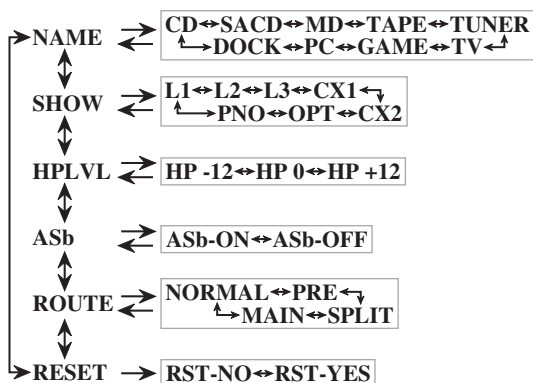 NAME
CD↔SACD↔MD↔TAPE↔TUNER
DOCK↔PC↔GAME↔TV
SHOW
L1↔L2↔L3↔CX1
PNO↔OPT↔CX2
HPLVL
HP -12↔HP 0↔HP +12
ASb
ASb-ON↔ASb-OFF
ROUTE
NORMAL↔PRE
MAIN↔SPLIT
RESET
RST-NO↔RST-YES